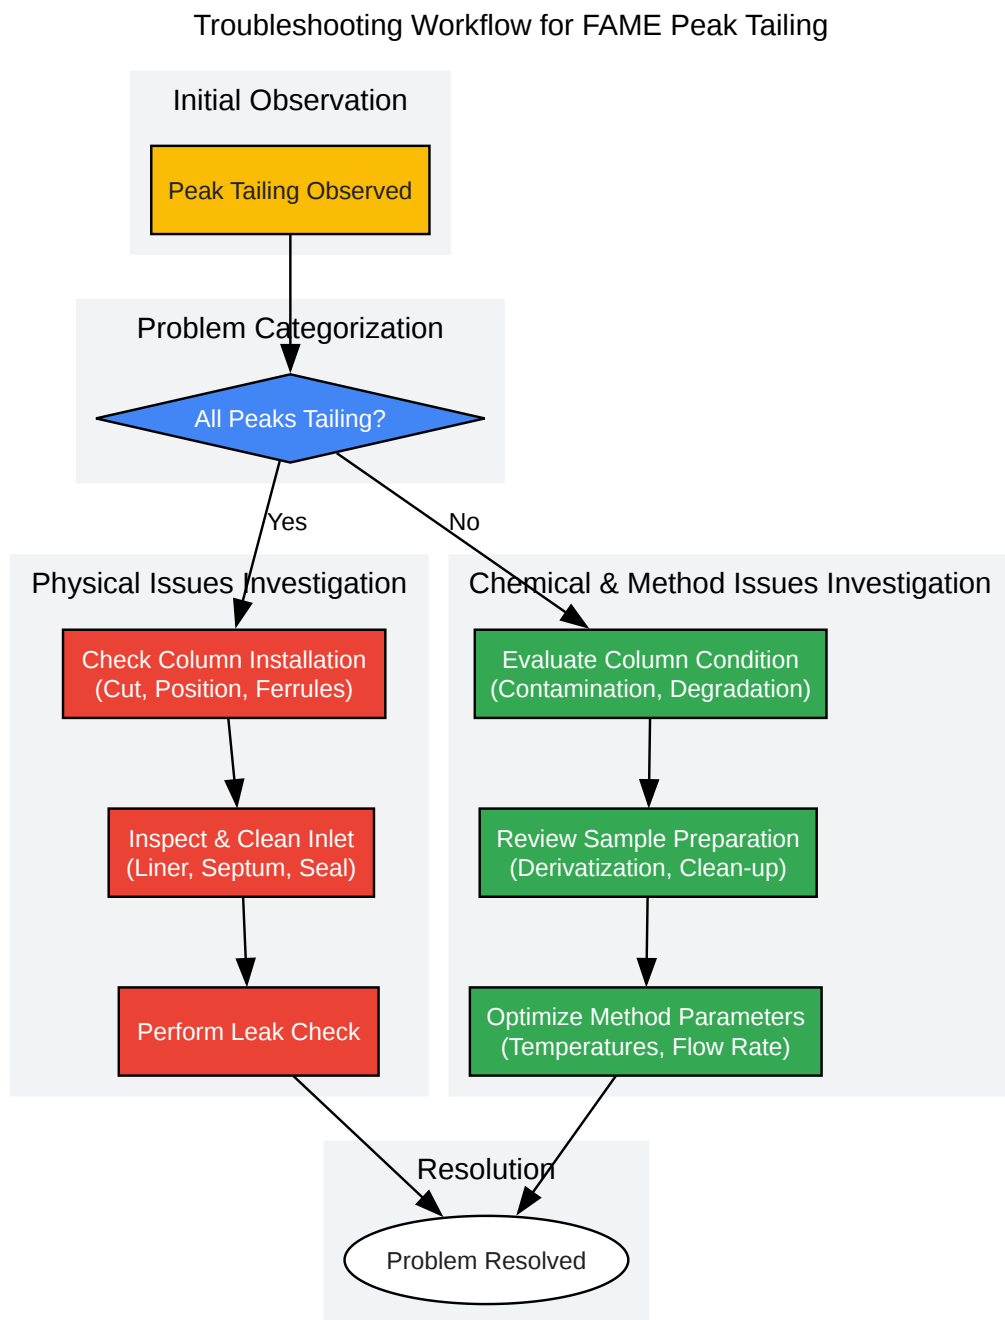 Troubleshooting Workflow for FAME Peak Tailing
Initial Observation
Peak Tailing Observed
Problem Categorization
All Peaks Tailing?
Yes
No
Physical Issues Investigation
Check Column Installation
(Cut, Position, Ferrules)
Inspect & Clean Inlet
(Liner, Septum, Seal)
Perform Leak Check
Chemical & Method Issues Investigation
Evaluate Column Condition
(Contamination, Degradation)
Review Sample Preparation
(Derivatization, Clean-up)
Optimize Method Parameters
(Temperatures, Flow Rate)
Resolution
Problem Resolved